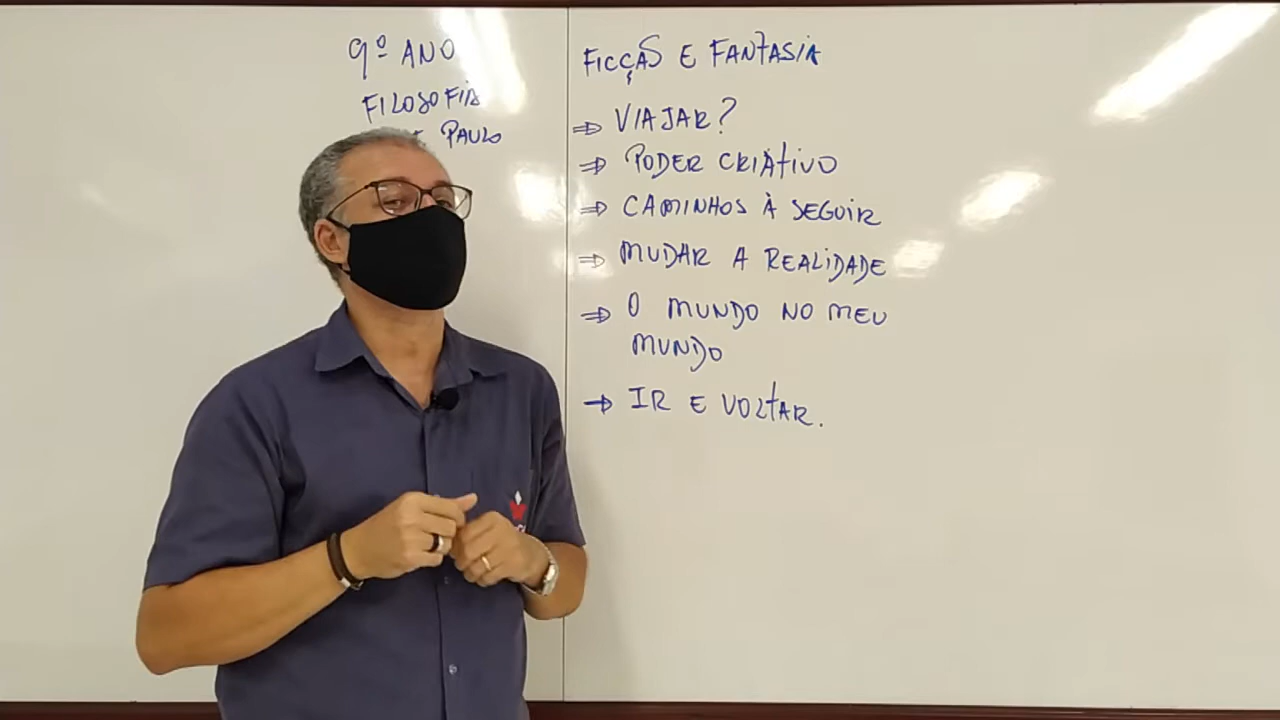 9º ANO
FILOSOFIA
PAULO
FICÇÃO E FANTASIA
⇒ VIAJAR?
⇒ PODER CRIATIVO
⇒ CAMINHOS À SEGUIR
⇒ MUDAR A REALIDADE
⇒ O MUNDO NO MEU
MUNDO
→ IR E VOLTAR.